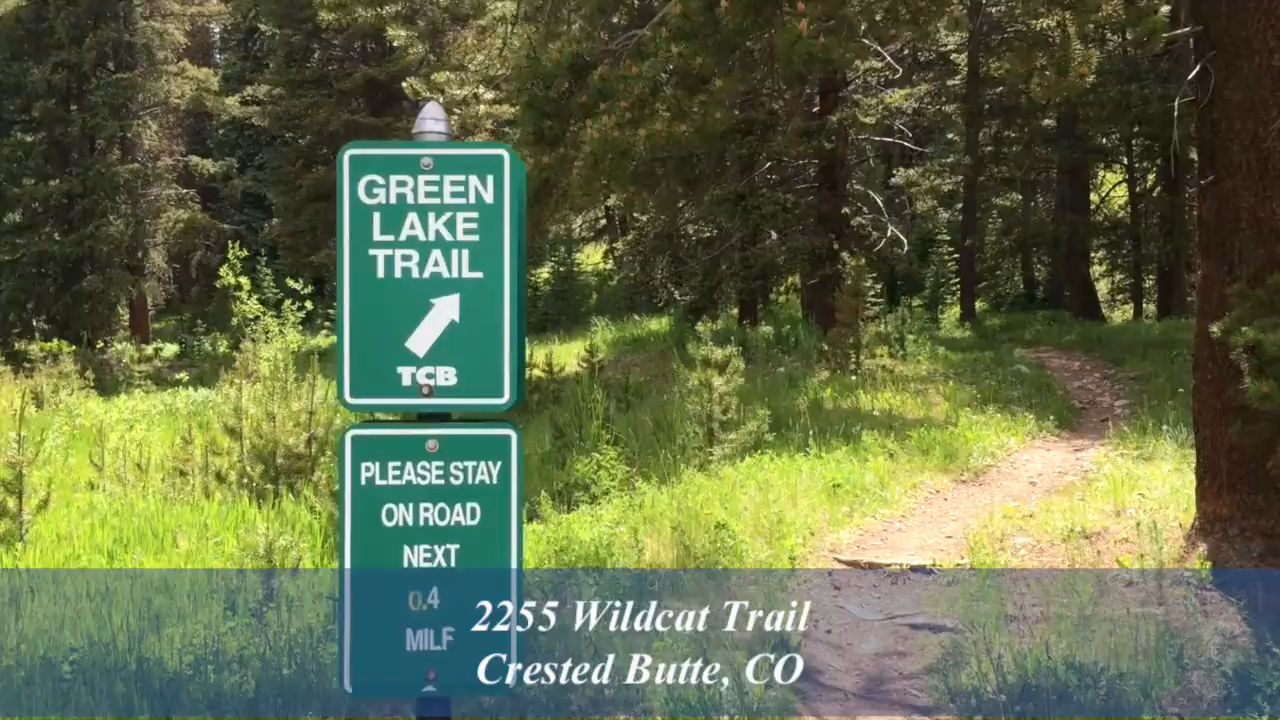 GREEN
LAKE
TRAIL
TCB
PLEASE STAY
ON ROAD
NEXT
0.4
MILE
2255 Wildcat Trail
Crested Butte, CO